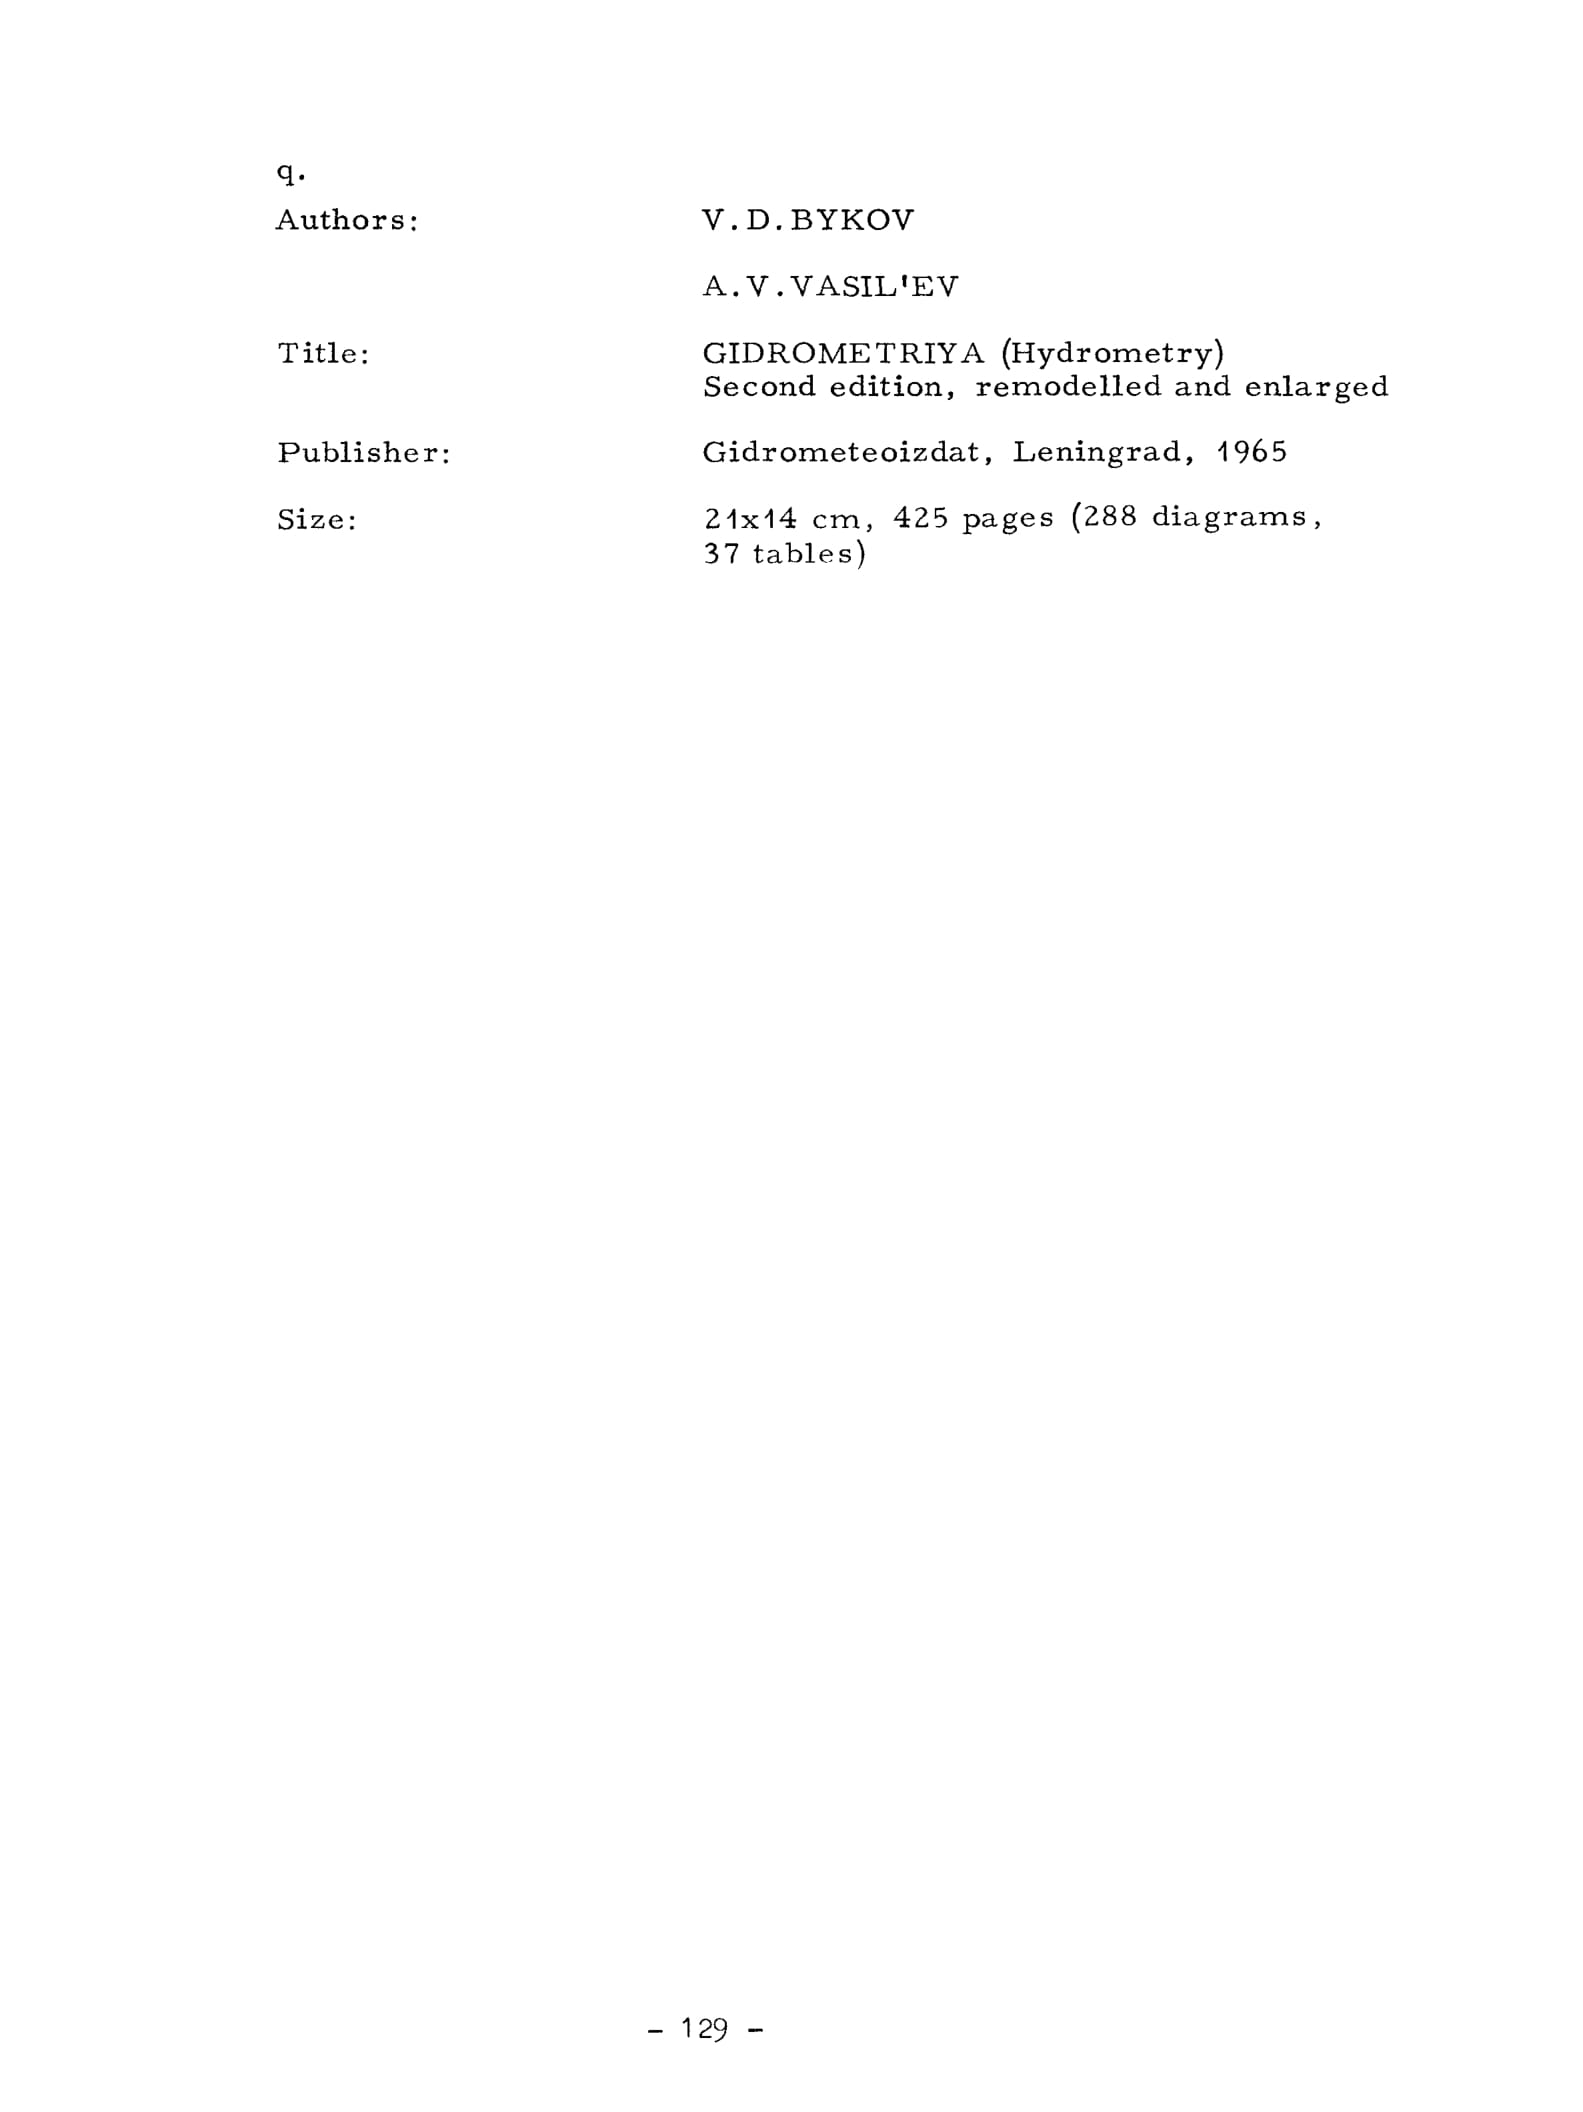 q.
Authors: V.D.BYKOV
A.V.VASIL'EV
Title: GIDROMETRIYA (Hydrometry)
Second edition, remodelled and enlarged
Publisher: Gidrometeoizdat, Leningrad, 1965
Size: 21x14 cm, 425 pages (288 diagrams,
37 tables)
- 129 -